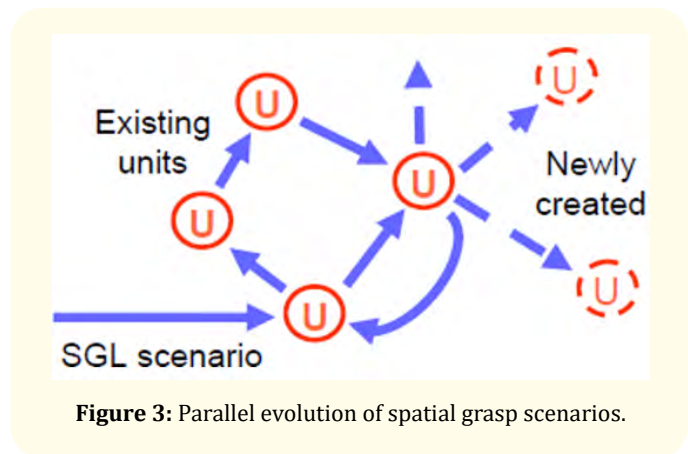 U
U
Existing
units
U
Newly
created
U
U
U
U
SGL scenario
Figure 3: Parallel evolution of spatial grasp scenarios.